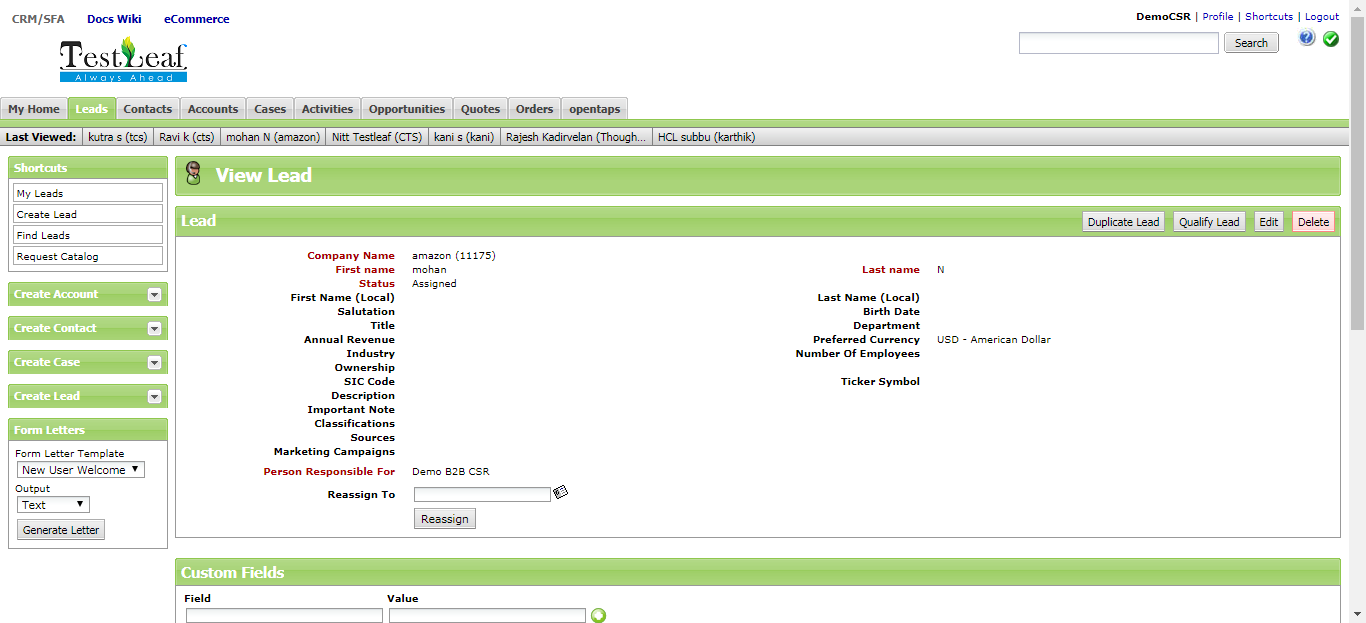 CRM/SFA Docs Wiki eCommerce
DemoCSR | Profile | Shortcuts | Logout
TestLeaf
Always Ahead
Search
My Home Leads Contacts Accounts Cases Activities Opportunities Quotes Orders opentaps
Last Viewed: kutra s (tcs) Ravi k (cts) mohan N (amazon) Nitt Testleaf (CTS) kani s (kani) Rajesh Kadirvelan (Though... HCL subbu (karthik)
Shortcuts
My Leads
Create Lead
Find Leads
Request Catalog
Create Account
Create Contact
Create Case
Create Lead
Form Letters
Form Letter Template
New User Welcome
Output
Text
Generate Letter
View Lead
Lead Duplicate Lead Qualify Lead Edit Delete
Company Name amazon (11175)
First name mohan Last name N
Status Assigned
First Name (Local) Last Name (Local)
Salutation Birth Date
Title Department
Annual Revenue Preferred Currency USD - American Dollar
Industry Number Of Employees
Ownership
SIC Code Ticker Symbol
Description
Important Note
Classifications
Sources
Marketing Campaigns
Person Responsible For Demo B2B CSR
Reassign To
Reassign
Custom Fields
Field Value